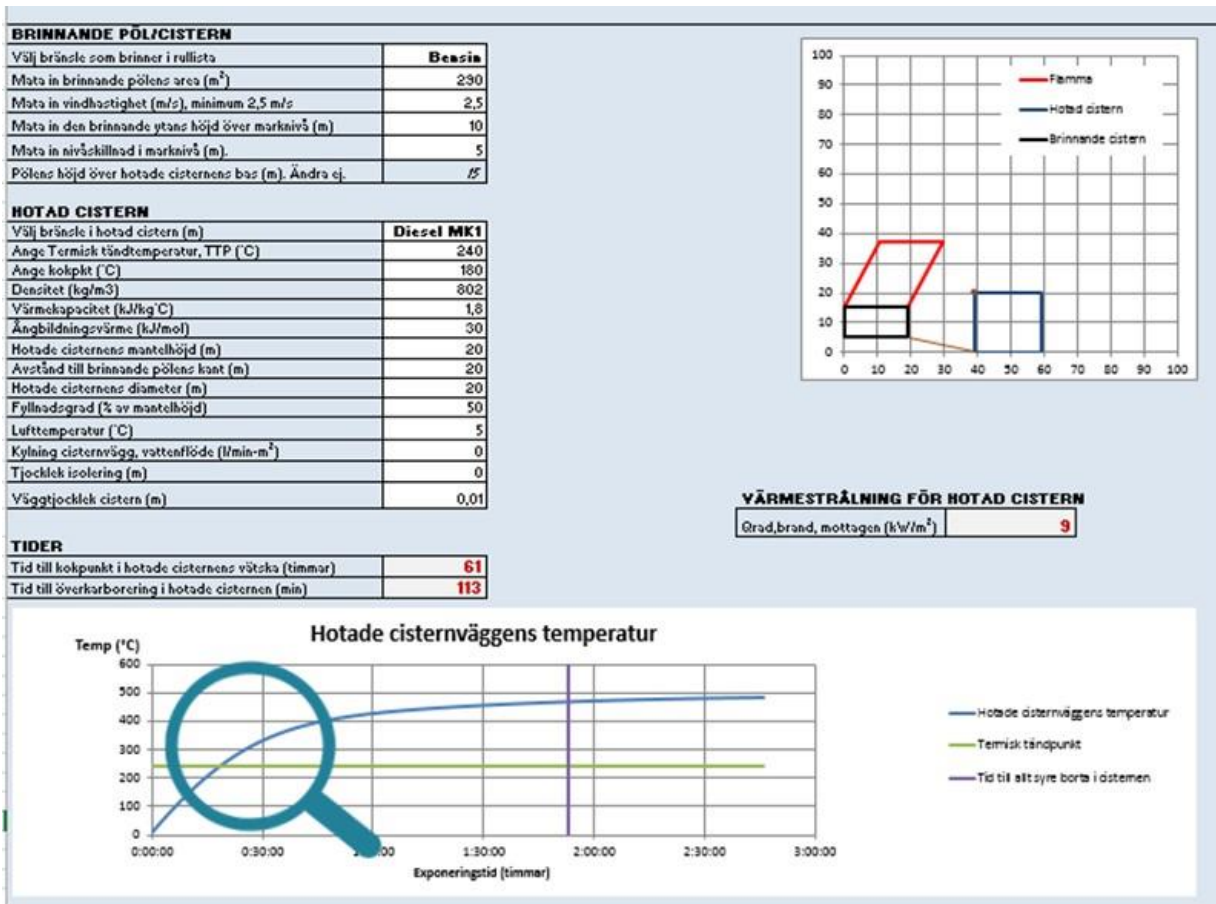 BRINNANDE PÖL/CISTERN
Välj bränsle som brinner i rullista Bensin
Mata in brinnande pölens area (m²) 290
Mata in vindhastighet (m/s), minimum 2,5 m/s 2,5
Mata in den brinnande ytans höjd över marknivå (m) 10
Mata in nivåskillnad i marknivå (m). 5
Pölens höjd över hotade cisternens bas (m). Ändra ej. 15
HOTAD CISTERN
Välj bränsle i hotad cistern (m) Diesel MK1
Ange Termisk tändtemperatur, TTP (°C) 240
Ange kokpkt (°C) 180
Densitet (kg/m3) 802
Värmekapacitet (kJ/kg°C) 1,8
Ångbildningsvärme (kJ/mol) 30
Hotade cisternens mantelhöjd (m) 20
Avstånd till brinnande pölens kant (m) 20
Hotade cisternens diameter (m) 20
Fyllnadsgrad (% av mantelhöjd) 50
Lufttemperatur (°C) 5
Kylning cisternvägg, vattenflöde (l/min-m²) 0
Tjocklek isolering (m) 0
Väggtjocklek cistern (m) 0,01
TIDER
Tid till kokpunkt i hotade cisternens vätska (timmar) 61
Tid till överkarborering i hotade cisternen (min) 113
100
90
80
70
60
50
40
30
20
10
0
0 10 20 30 40 50 60 70 80 90 100
Flamma
Hotad cistern
Brinnande cistern
VÄRMESTRÅLNING FÖR HOTAD CISTERN
Qrad,brand, mottagen (kW/m²) 9
Hotade cisternväggens temperatur
Temp (°C)
600
500
400
300
200
100
0
0:00:00 0:30:00 1:30:00 2:00:00 2:30:00 3:00:00
Exponeringstid (timmar)
Hotade cisternväggens temperatur
Termisk tändpunkt
Tid till allt syre borta i cisternen